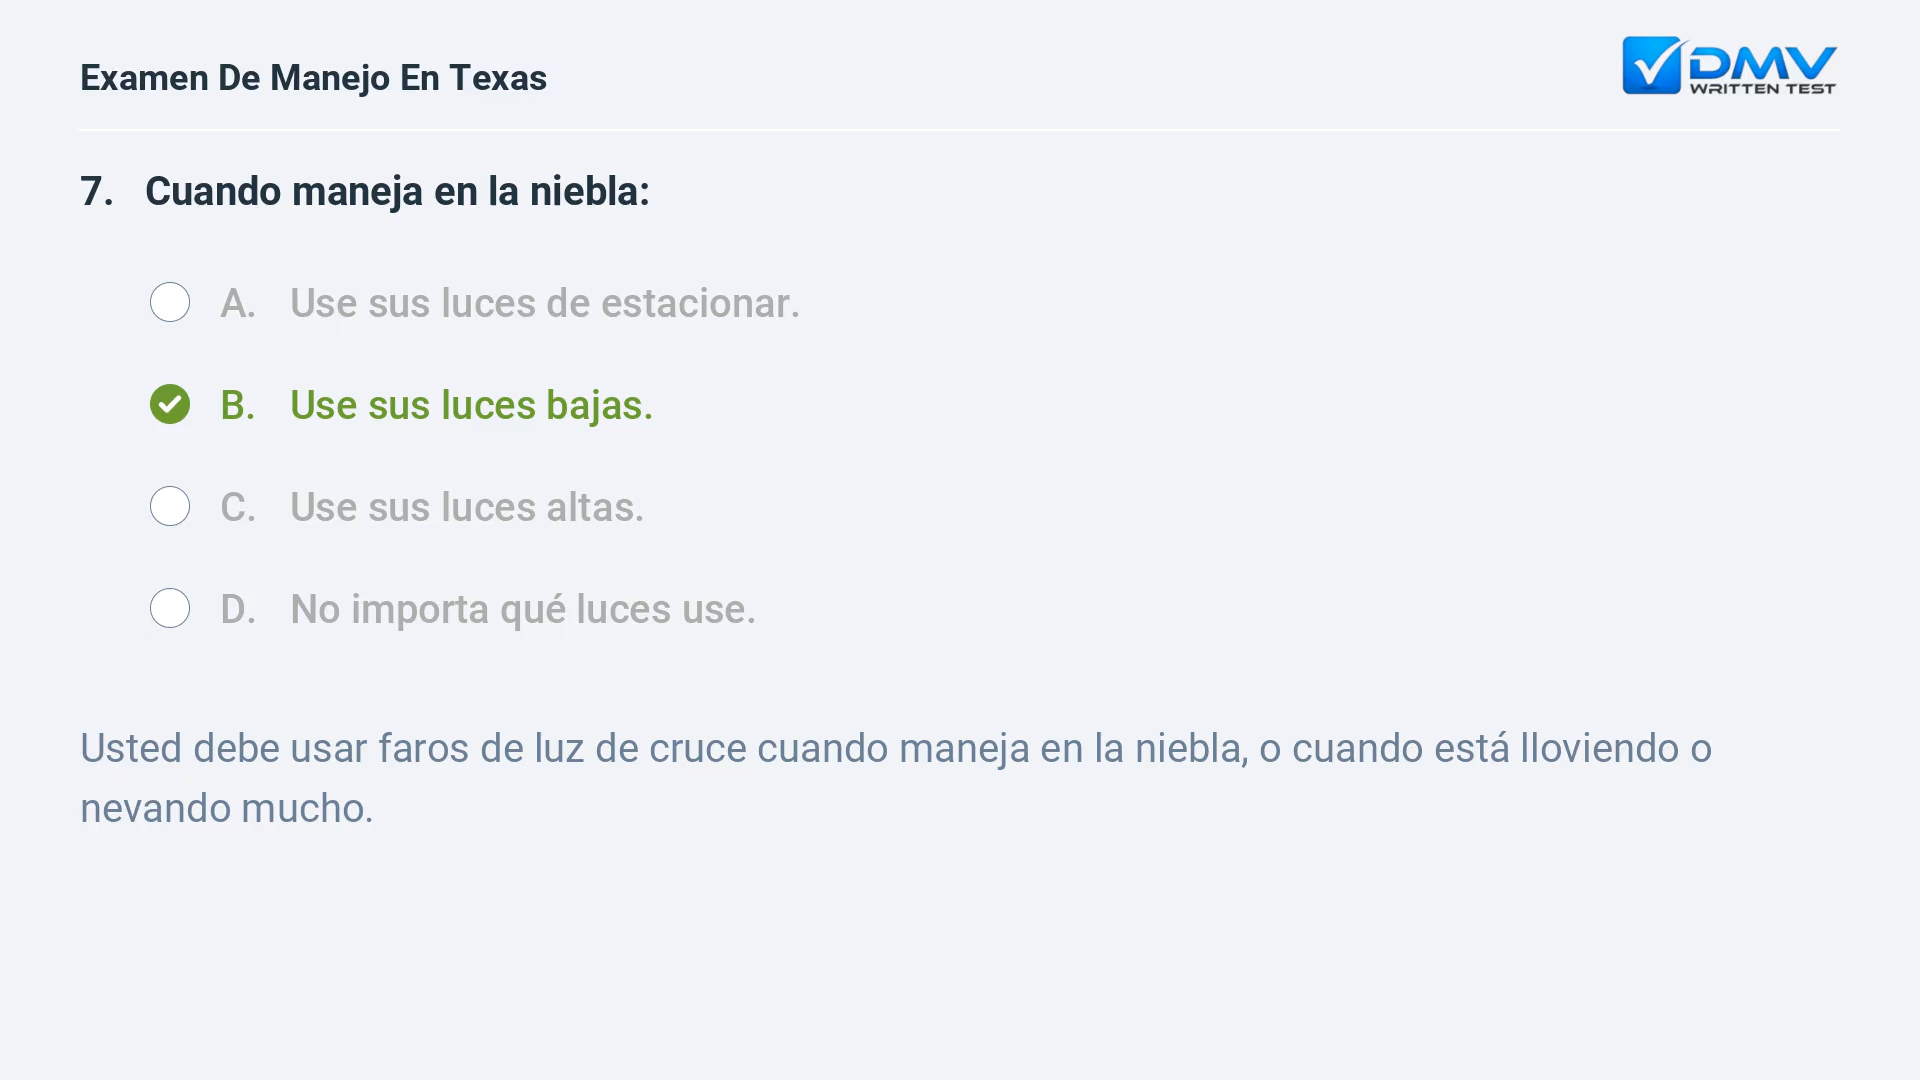 Examen De Manejo En Texas
DMV
WRITTEN TEST
7. Cuando maneja en la niebla:
A. Use sus luces de estacionar.
B. Use sus luces bajas.
C. Use sus luces altas.
D. No importa qué luces use.
Usted debe usar faros de luz de cruce cuando maneja en la niebla, o cuando está lloviendo o
nevando mucho.